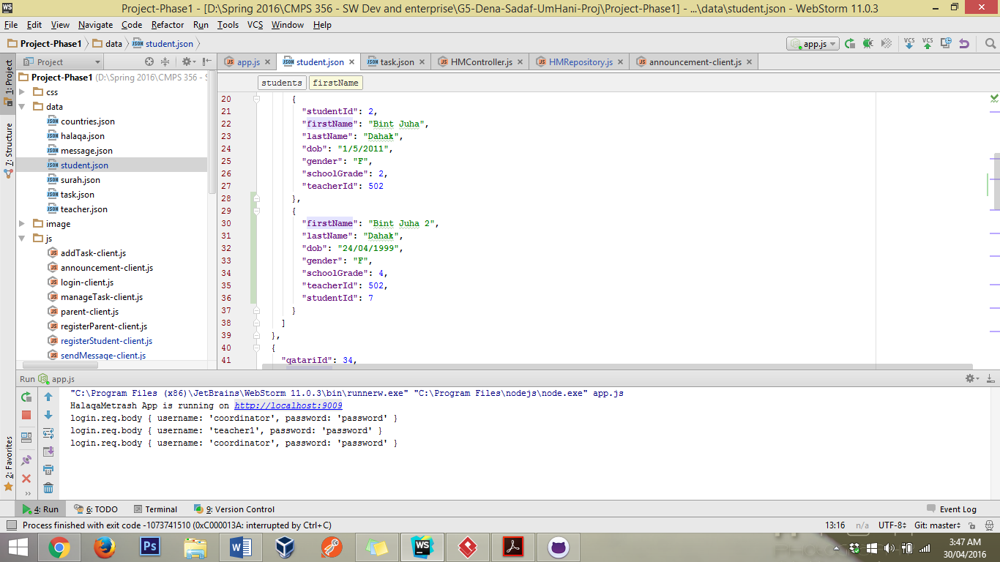 Project-Phase1 - [D:\Spring 2016\CMPS 356 - SW Dev and enterprise\G5-Dena-Sadaf-UmHani-Proj\Project-Phase1] - ...\data\student.json - WebStorm 11.0.3
File Edit View Navigate Code Refactor Run Tools VCS Window Help
Project-Phase1 data student.json app.js VCS VCS
Project app.js student.json task.json HMController.js HMRepository.js announcement-client.js
1: Project
7: Structure
2: Favorites
Project-Phase1 (D:\Spring 2016\CMPS 356 -
css
data
countries.json
halaqa.json
message.json
student.json
surah.json
task.json
teacher.json
image
js
addTask-client.js
announcement-client.js
login-client.js
manageTask-client.js
parent-client.js
registerParent-client.js
registerStudent-client.js
sendMessage-client.js
students firstName
20 {
21 "studentId": 2,
22 "firstName": "Bint Juha",
23 "lastName": "Dahak",
24 "dob": "1/5/2011",
25 "gender": "F",
26 "schoolGrade": 2,
27 "teacherId": 502
28 },
29 {
30 "firstName": "Bint Juha 2",
31 "lastName": "Dahak",
32 "dob": "24/04/1999",
33 "gender": "F",
34 "schoolGrade": 4,
35 "teacherId": 502,
36 "studentId": 7
37 }
38 ]
39 },
40 {
41 "qatariId": 34,
Run app.js
"C:\Program Files (x86)\JetBrains\WebStorm 11.0.3\bin\runnerw.exe" "C:\Program Files\nodejs\node.exe" app.js
HalaqaMetrash App is running on http://localhost:9009
login.req.body { username: 'coordinator', password: 'password' }
login.req.body { username: 'teacher1', password: 'password' }
login.req.body { username: 'coordinator', password: 'password' }
4: Run 6: TODO Terminal 9: Version Control Event Log
Process finished with exit code -1073741510 (0xC000013A: interrupted by Ctrl+C) 13:16 n/a UTF-8 Git: master
3:47 AM
30/04/2016